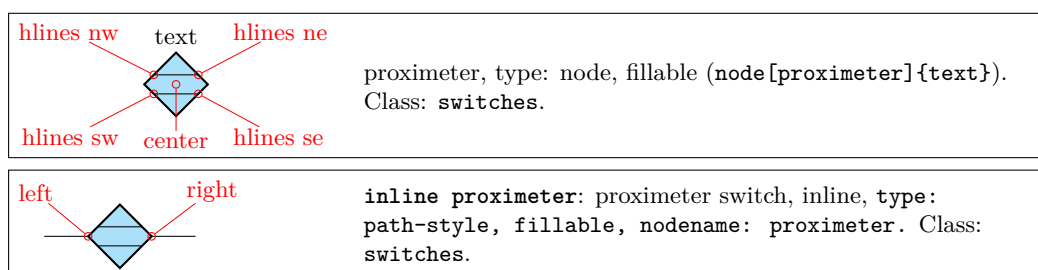 hlines nw
text
hlines ne
hlines sw
center
hlines se
proximeter, type: node, fillable (node[proximeter]{text}).
Class: switches.
left
right
inline proximeter: proximeter switch, inline, type:
path-style, fillable, nodename: proximeter. Class:
switches.